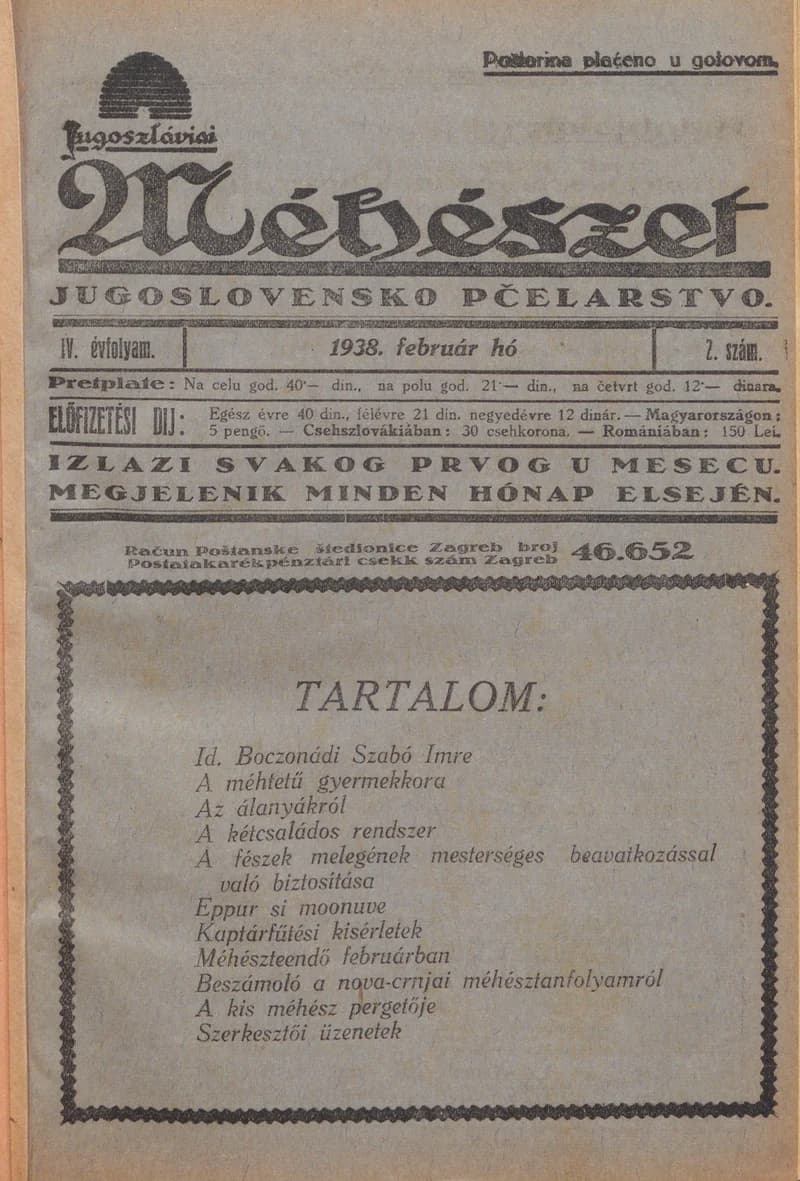 Poštarina plaćeno u gotovom.
Jugoszláviai
Méhészet
JUGOSLOVENSKO PČELARSTVO.
IV. évfolyam.
1938. február hó
2. szám.
Pretplate: Na celu god. 40·— din., na polu god. 21·— din., na četvrt god. 12·— dinara.
ELŐFIZETÉSI DIJ: Egész évre 40 din., félévre 21 din. negyedévre 12 dinár. — Magyarországon:
5 pengő. — Csehszlovákiában: 30 csehkorona. — Romániában: 150 Lei.
IZLAZI SVAKOG PRVOG U MESECU.
MEGJELENIK MINDEN HÓNAP ELSEJÉN.
Račun Poštanske štedionice Zagreb broj 46.652
Postatakarékpénztári csekk szám Zagreb
TARTALOM:
Id. Boczonádi Szabó Imre
A méhtetű gyermekkora
Az álanyákról
A kétcsaládos rendszer
A fészek melegének mesterséges beavatkozással
való biztosítása
Eppur si moonuve
Kaptárfűtési kisérletek
Méhészteendő februárban
Beszámoló a nova-crnjai méhésztanfolyamról
A kis méhész pergetője
Szerkesztői üzenetek